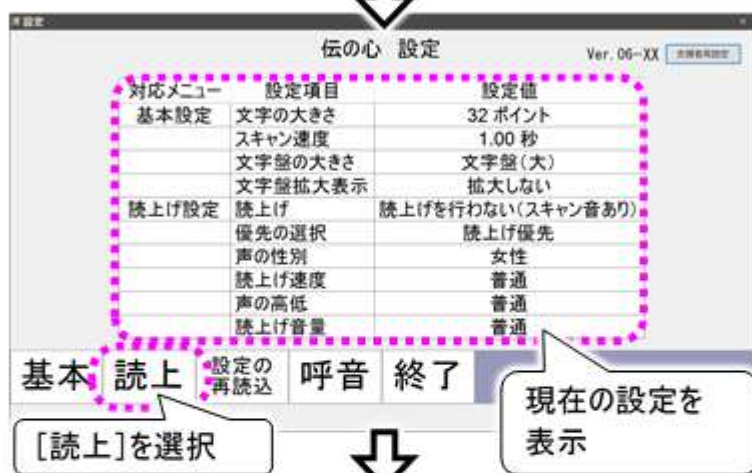 設定
伝の心 設定
Ver. 06-XX
対応メニュー 設定項目 設定値
基本設定 文字の大きさ 32 ポイント
スキャン速度 1.00 秒
文字盤の大きさ 文字盤(大)
文字盤拡大表示 拡大しない
読上げ設定 読上げ 読上げを行わない(スキャン音あり)
優先の選択 読上げ優先
声の性別 女性
読上げ速度 普通
声の高低 普通
読上げ音量 普通
基本 読上 設定の再読込 呼音 終了
現在の設定を
表示
[読上]を選択